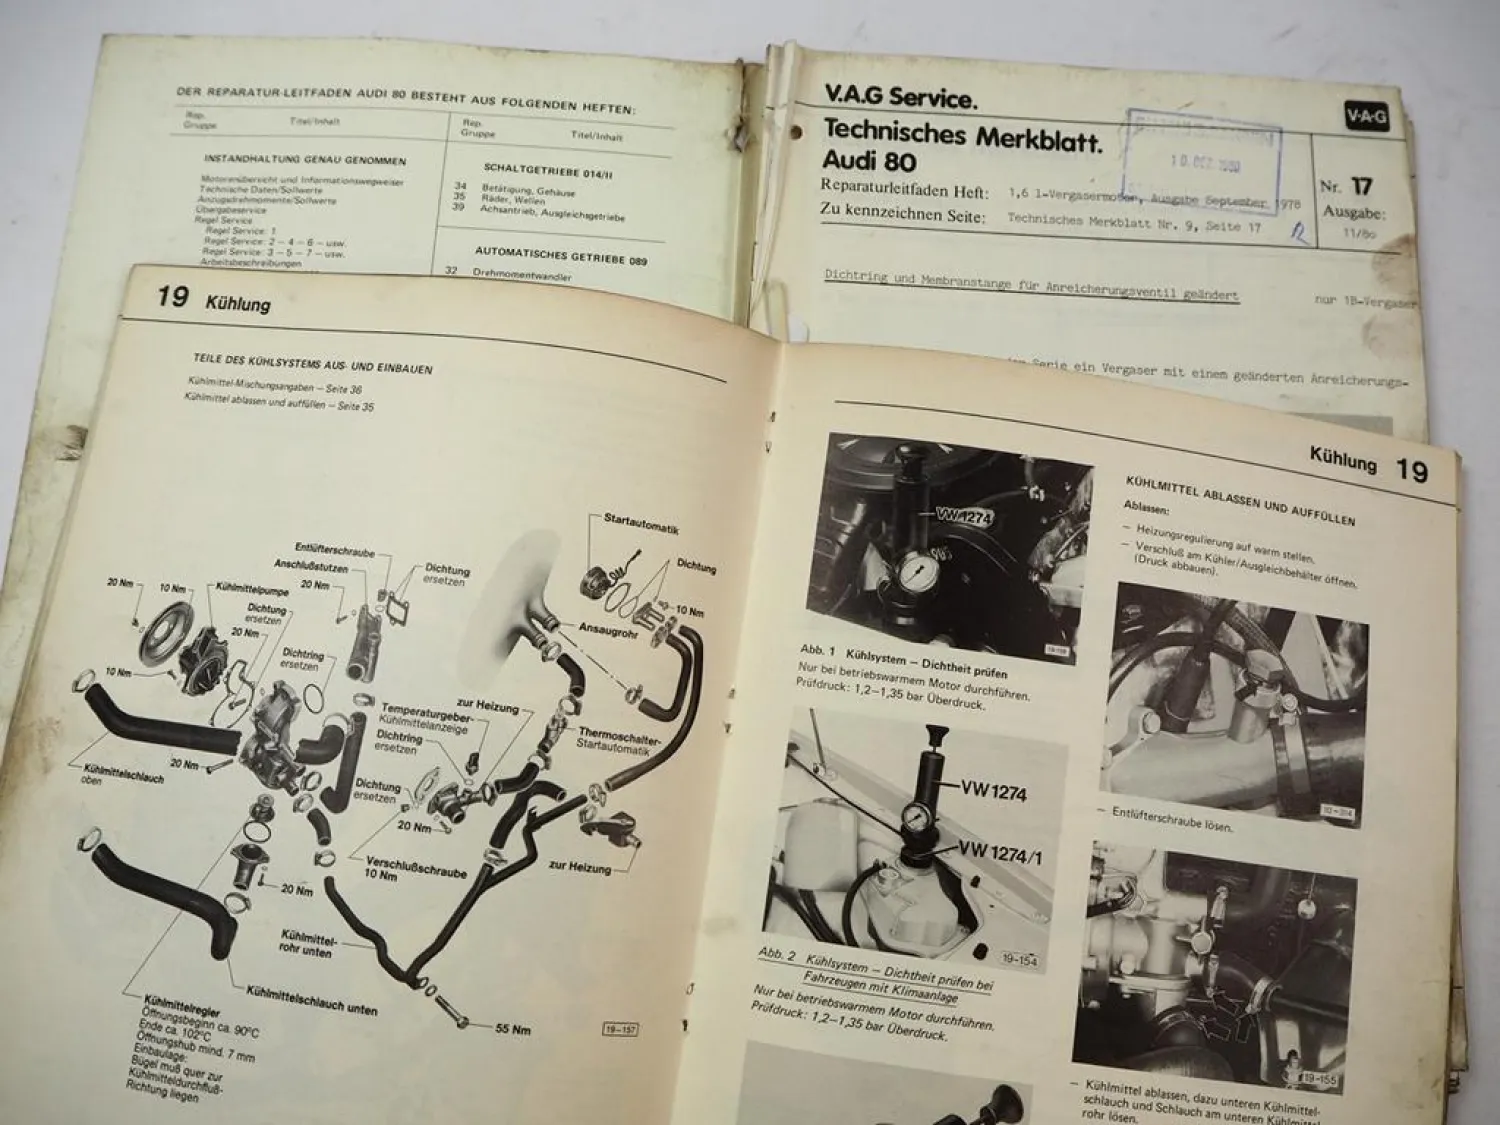 DER REPARATUR-LEITFADEN AUDI 80 BESTEHT AUS FOLGENDEN HEFTEN:
Rep. Gruppe
Titel/Inhalt
INSTANDHALTUNG GENAU GENOMMEN
Motorenübersicht und Informationswegweiser
Technische Daten/Sollwerte
Anzugsdrehmomente/Sollwerte
Übergabeservice
Regel Service
Regel Service: 1
Regel Service: 2 – 4 – 6 – usw.
Regel Service: 3 – 5 – 7 – usw.
Arbeitsbeschreibungen
Rep. Gruppe
Titel/Inhalt
SCHALTGETRIEBE 014/II
34 Betätigung, Gehäuse
35 Räder, Wellen
39 Achsantrieb, Ausgleichsgetriebe
AUTOMATISCHES GETRIEBE 089
32 Drehmomentwandler
V.A.G Service.
Technisches Merkblatt.
Audi 80
Reparaturleitfaden Heft: 1,6 l-Vergasermotor, Ausgabe September 1978
Zu kennzeichnen Seite: Technisches Merkblatt Nr. 9, Seite 17
V·A·G
10. DEZ. 1980
Nr. 17
Ausgabe:
11/80
Dichtring und Membranstange für Anreicherungsventil geändert
nur 1B-Vergaser
Serie ein Vergaser mit einem geänderten Anreicherungs-
19 Kühlung
TEILE DES KÜHLSYSTEMS AUS- UND EINBAUEN
Kühlmittel-Mischungsangaben – Seite 36
Kühlmittel ablassen und auffüllen – Seite 35
Startautomatik
Entlüfterschraube
Anschlußstutzen
20 Nm
Dichtung
ersetzen
Dichtung
10 Nm
20 Nm
10 Nm
Kühlmittelpumpe
Dichtung
ersetzen
20 Nm
Ansaugrohr
Dichtring
ersetzen
10 Nm
zur Heizung
Temperaturgeber-
Kühlmittelanzeige
Dichtring
ersetzen
Thermoschalter-
Startautomatik
20 Nm
Kühlmittelschlauch
oben
Dichtung
ersetzen
20 Nm
Verschlußschraube
10 Nm
zur Heizung
20 Nm
Kühlmittel-
rohr unten
Kühlmittelschlauch unten
55 Nm
19–157
Kühlmittelregler
Öffnungsbeginn ca. 90°C
Ende ca. 102°C
Öffnungshub mind. 7 mm
Einbaulage:
Bügel muß quer zur
Kühlmitteldurchfluß-
Richtung liegen
Kühlung 19
VW 1274
Abb. 1 Kühlsystem – Dichtheit prüfen
Nur bei betriebswarmem Motor durchführen.
Prüfdruck: 1,2–1,35 bar Überdruck.
VW 1274
VW 1274/1
19–154
Abb. 2 Kühlsystem – Dichtheit prüfen bei
Fahrzeugen mit Klimaanlage
Nur bei betriebswarmem Motor durchführen.
Prüfdruck: 1,2–1,35 bar Überdruck.
KÜHLMITTEL ABLASSEN UND AUFFÜLLEN
Ablassen:
– Heizungsregulierung auf warm stellen.
– Verschluß am Kühler/Ausgleichbehälter öffnen.
(Druck abbauen).
– Entlüfterschraube lösen.
19–155
– Kühlmittel ablassen, dazu unteren Kühlmittel-
schlauch und Schlauch am unteren Kühlmittel-
rohr lösen.